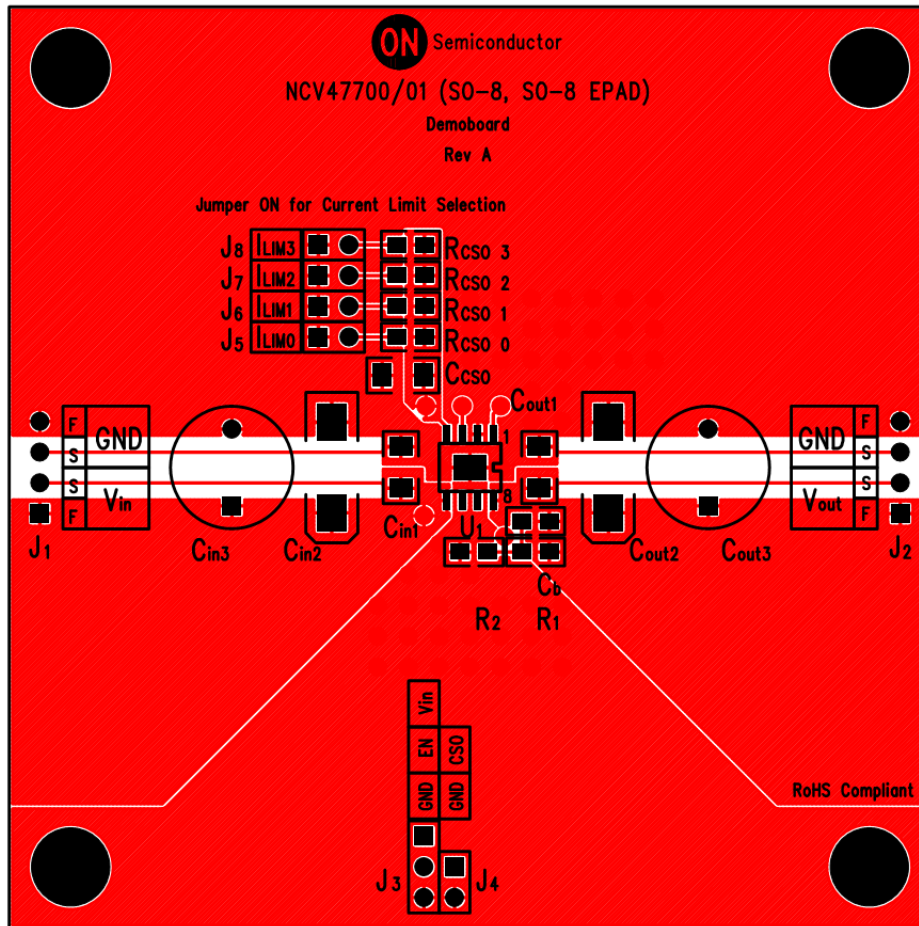 ON Semiconductor
NCV47700/01 (SO-8, SO-8 EPAD)
Demoboard
Rev A
Jumper ON for Current Limit Selection
J8 ILIM3 RCSO 3
J7 ILIM2 RCSO 2
J6 ILIM1 RCSO 1
J5 ILIM0 RCSO 0
CCSO
Cout1
F GND
S
S Vin
F
J1
Cin3
Cin2
Cin1
1
8
U1
Cout2
Cout3
GND F
S
Vout S
F
J2
Cb
R2
R1
Vin
EN CSO
GND GND
RoHS Compliant
J3
J4